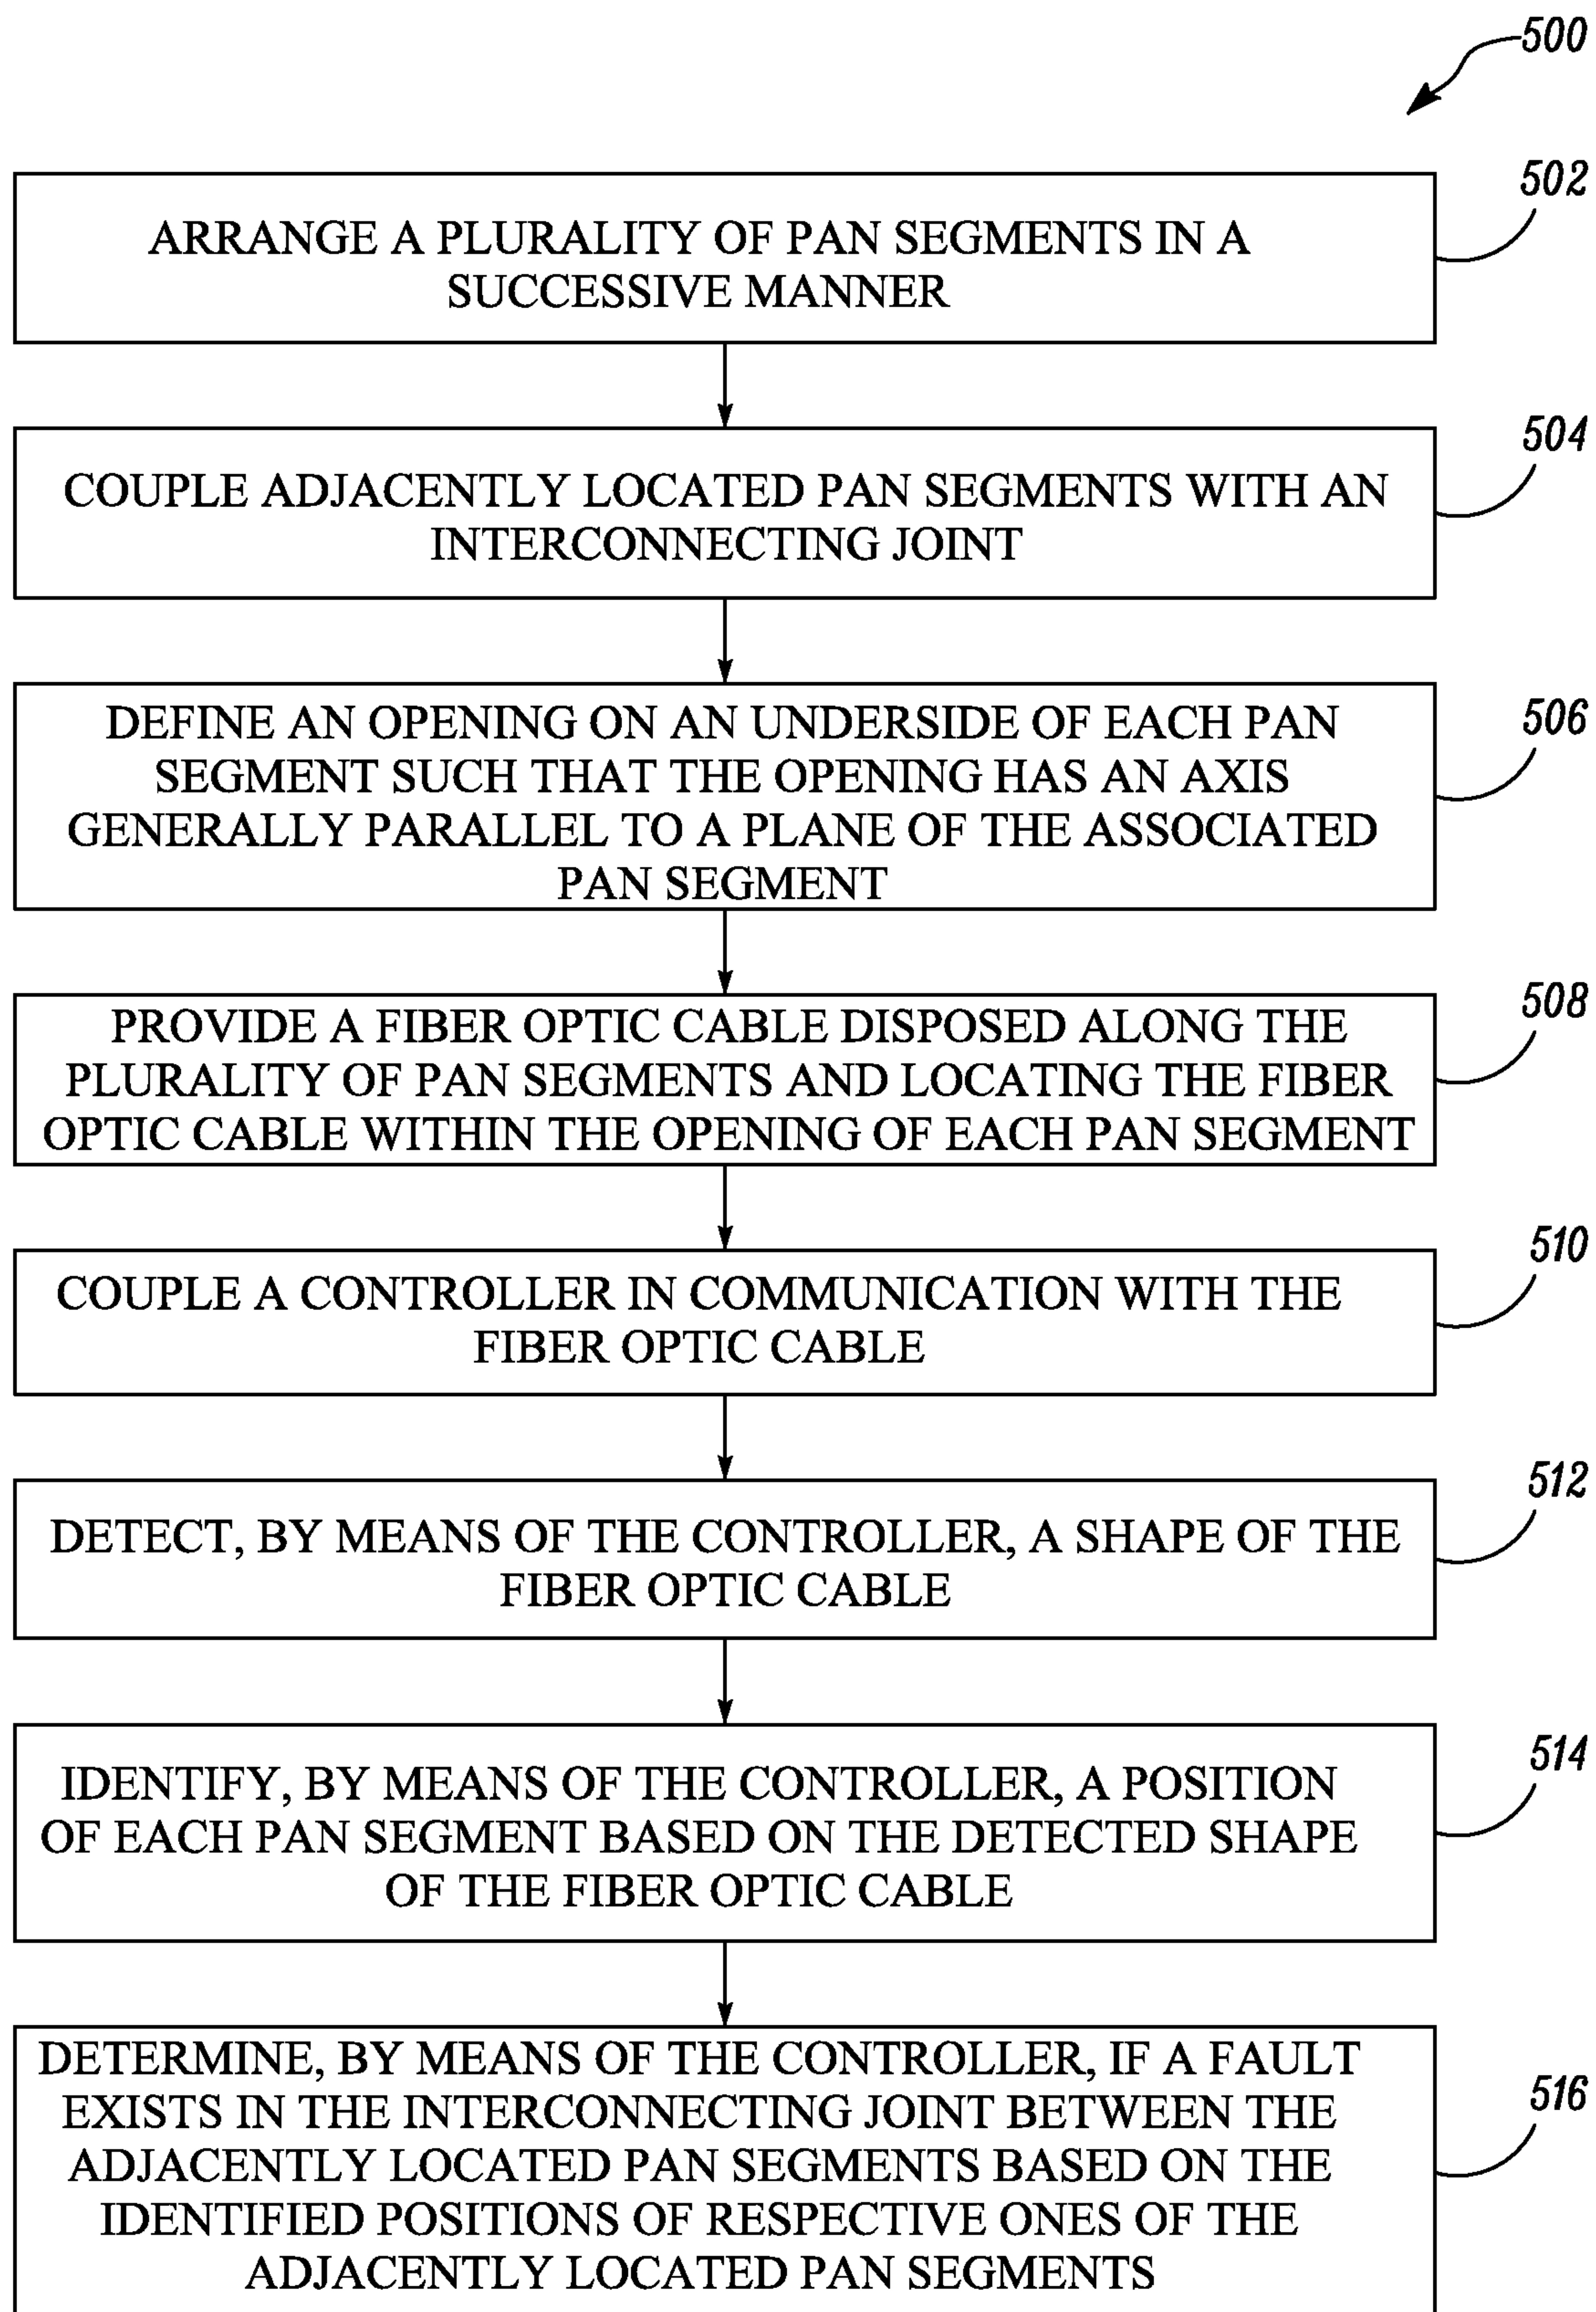 500
502
ARRANGE A PLURALITY OF PAN SEGMENTS IN A
SUCCESSIVE MANNER
504
COUPLE ADJACENTLY LOCATED PAN SEGMENTS WITH AN
INTERCONNECTING JOINT
506
DEFINE AN OPENING ON AN UNDERSIDE OF EACH PAN
SEGMENT SUCH THAT THE OPENING HAS AN AXIS
GENERALLY PARALLEL TO A PLANE OF THE ASSOCIATED
PAN SEGMENT
508
PROVIDE A FIBER OPTIC CABLE DISPOSED ALONG THE
PLURALITY OF PAN SEGMENTS AND LOCATING THE FIBER
OPTIC CABLE WITHIN THE OPENING OF EACH PAN SEGMENT
510
COUPLE A CONTROLLER IN COMMUNICATION WITH THE
FIBER OPTIC CABLE
512
DETECT, BY MEANS OF THE CONTROLLER, A SHAPE OF THE
FIBER OPTIC CABLE
514
IDENTIFY, BY MEANS OF THE CONTROLLER, A POSITION
OF EACH PAN SEGMENT BASED ON THE DETECTED SHAPE
OF THE FIBER OPTIC CABLE
516
DETERMINE, BY MEANS OF THE CONTROLLER, IF A FAULT
EXISTS IN THE INTERCONNECTING JOINT BETWEEN THE
ADJACENTLY LOCATED PAN SEGMENTS BASED ON THE
IDENTIFIED POSITIONS OF RESPECTIVE ONES OF THE
ADJACENTLY LOCATED PAN SEGMENTS